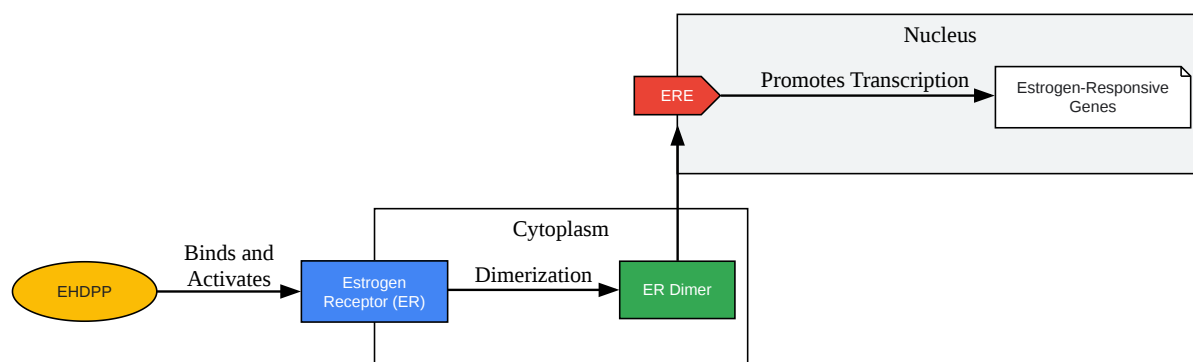 Nucleus
ERE
Promotes Transcription
Estrogen-Responsive
Genes
Cytoplasm
EHDPP
Binds and
Activates
Estrogen
Receptor (ER)
Dimerization
ER Dimer